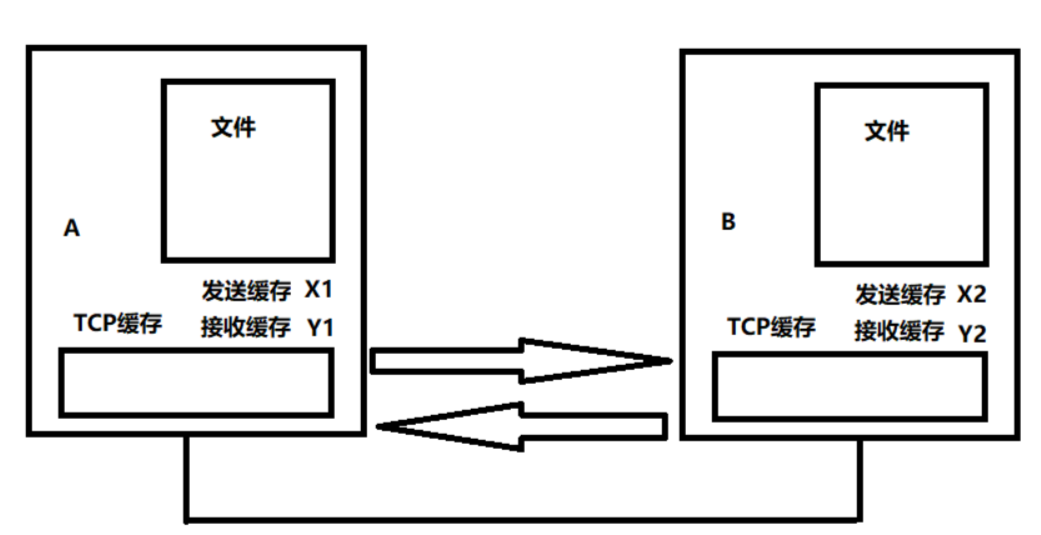 文件
A
发送缓存 X1
TCP缓存 接收缓存 Y1
文件
B
发送缓存 X2
TCP缓存 接收缓存 Y2